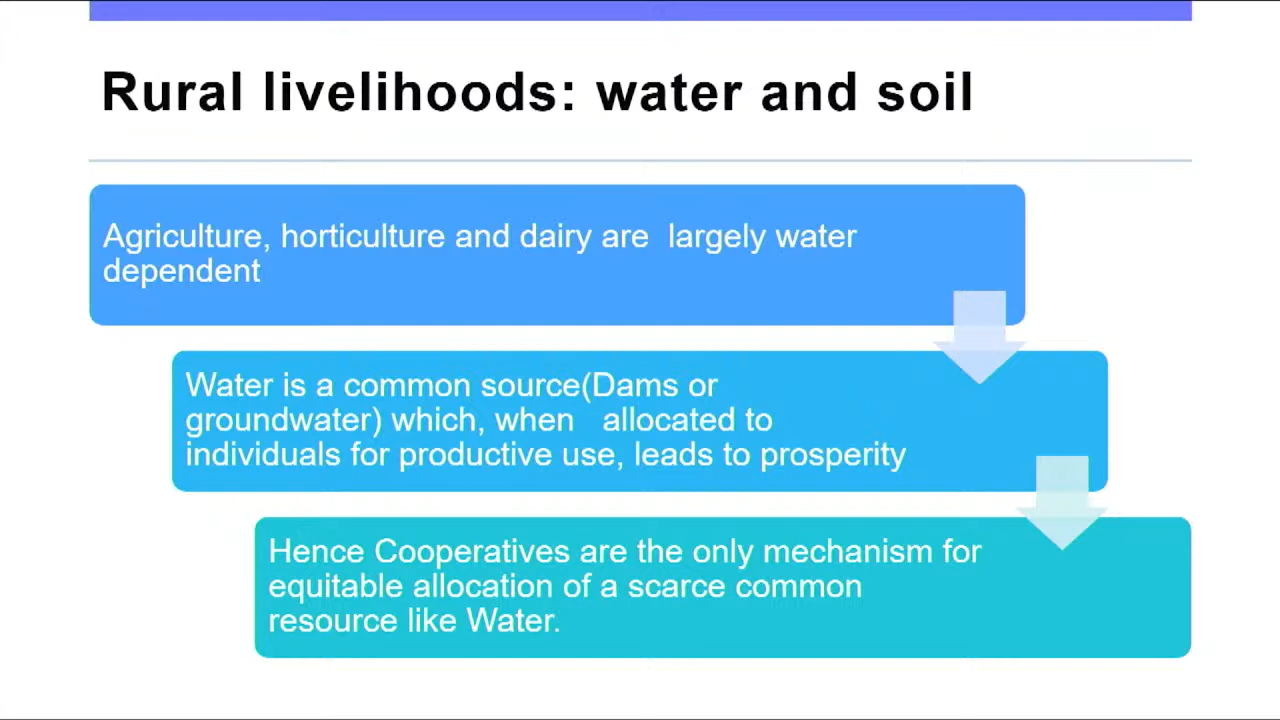 Rural livelihoods: water and soil
Agriculture, horticulture and dairy are largely water
dependent
Water is a common source(Dams or
groundwater) which, when allocated to
individuals for productive use, leads to prosperity
Hence Cooperatives are the only mechanism for
equitable allocation of a scarce common
resource like Water.